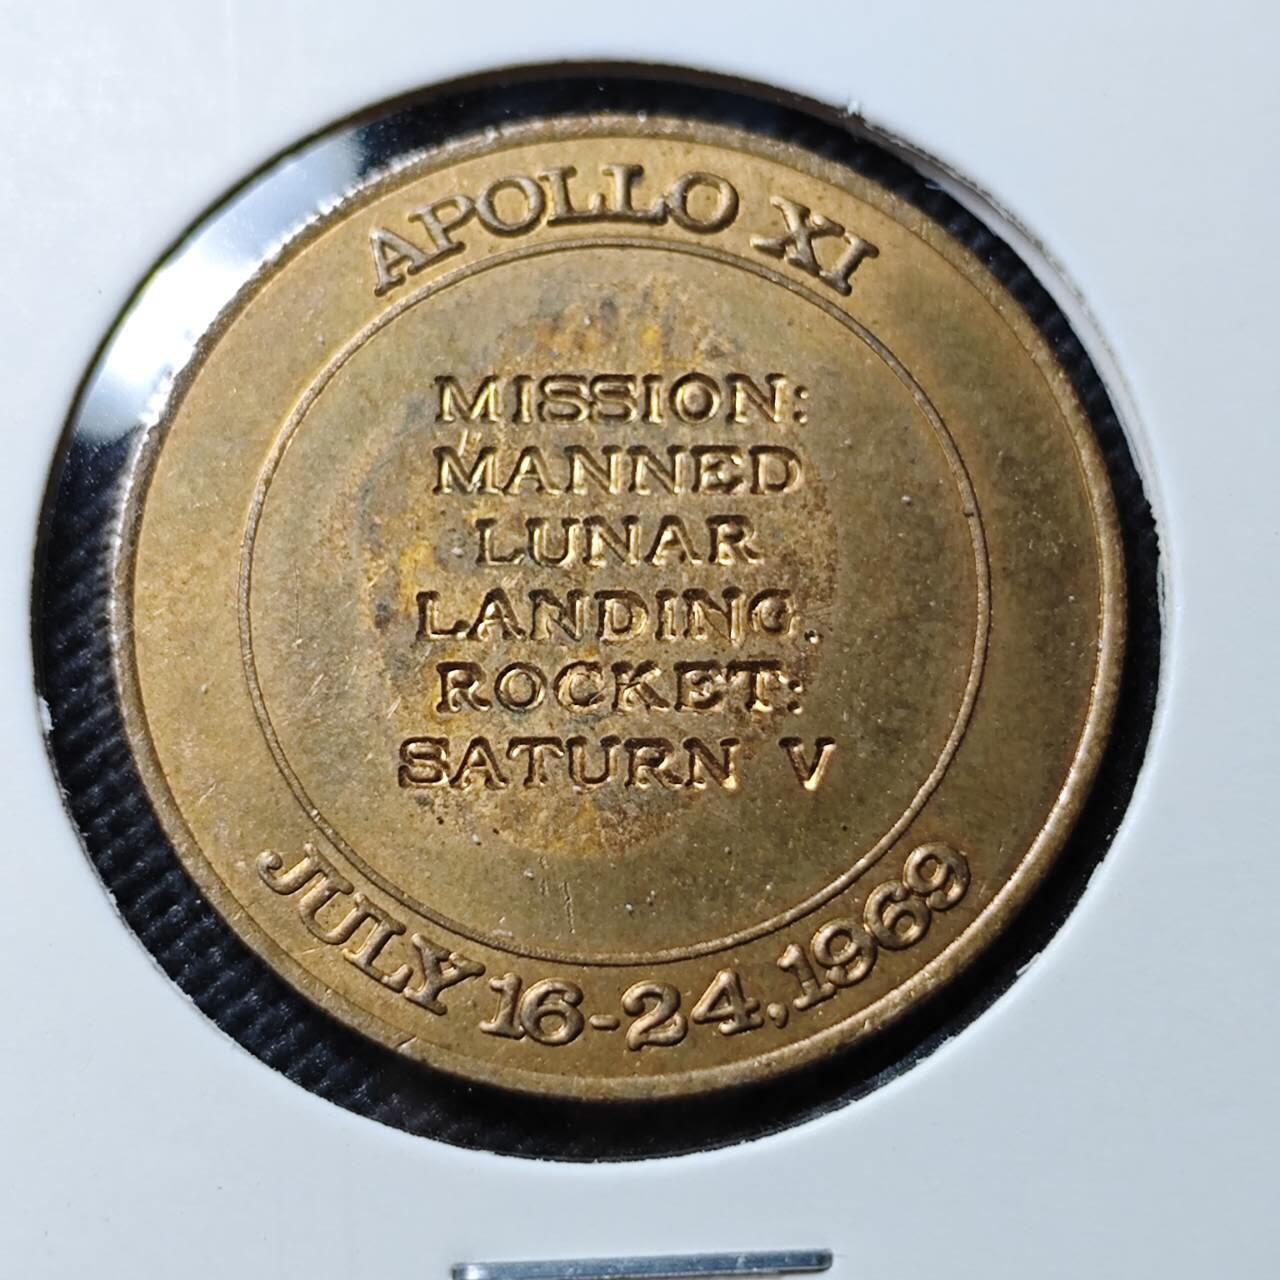 APOLLO XI
MISSION:
MANNED
LUNAR
LANDING.
ROCKET:
SATURN V
JULY 16-24, 1969